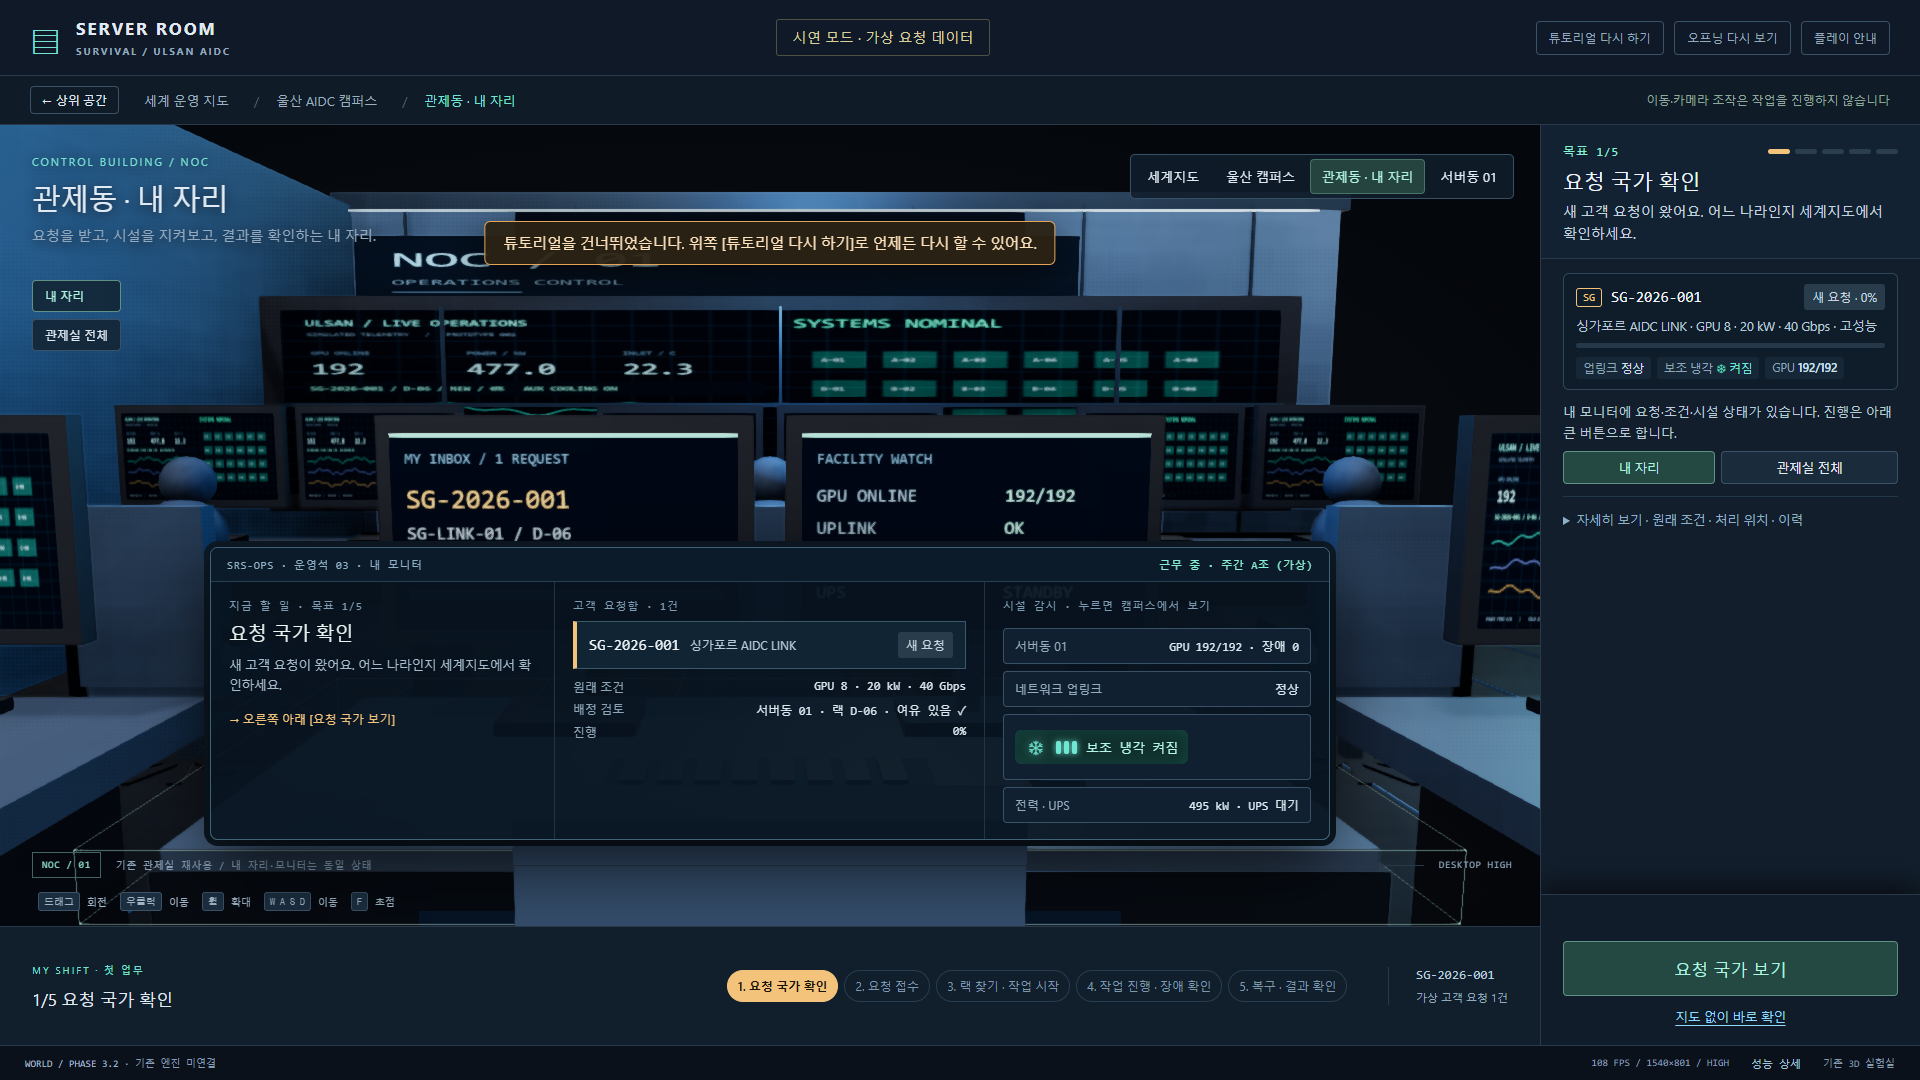 SERVER ROOM
SURVIVAL / ULSAN AIDC
시연 모드 · 가상 요청 데이터
튜토리얼 다시 하기
오프닝 다시 보기
플레이 안내
← 상위 공간
세계 운영 지도 / 울산 AIDC 캠퍼스 / 관제동 · 내 자리
이동·카메라 조작은 작업을 진행하지 않습니다
CONTROL BUILDING / NOC
관제동 · 내 자리
요청을 받고, 시설을 지켜보고, 결과를 확인하는 내 자리.
내 자리
관제실 전체
세계지도
울산 캠퍼스
관제동 · 내 자리
서버동 01
튜토리얼을 건너뛰었습니다. 위쪽 [튜토리얼 다시 하기]로 언제든 다시 할 수 있어요.
NOC / 01
OPERATIONS CONTROL
ULSAN / LIVE OPERATIONS
GPU ONLINE
POWER / kW
INLET / C
192
477.0
22.3
SG-2026-001 / D-06 / NEW / 0% AUX COOLING ON
SYSTEMS NOMINAL
MY INBOX / 1 REQUEST
SG-2026-001
SG-LINK-01 / D-06
FACILITY WATCH
GPU ONLINE 192/192
UPLINK OK
UPS STANDBY
SRS-OPS · 운영석 03 · 내 모니터
근무 중 · 주간 A조 (가상)
지금 할 일 · 목표 1/5
요청 국가 확인
새 고객 요청이 왔어요. 어느 나라인지 세계지도에서 확
인하세요.
→ 오른쪽 아래 [요청 국가 보기]
고객 요청함 · 1건
SG-2026-001 싱가포르 AIDC LINK 새 요청
원래 조건 GPU 8 · 20 kW · 40 Gbps
배정 검토 서버동 01 · 랙 D-06 · 여유 있음 ✓
진행 0%
시설 감시 · 누르면 캠퍼스에서 보기
서버동 01 GPU 192/192 · 장애 0
네트워크 업링크 정상
❄ 보조 냉각 켜짐
전력 · UPS 495 kW · UPS 대기
NOC / 01
기존 관제실 재사용 / 내 자리·모니터는 동일 상태
DESKTOP HIGH
드래그 회전 우클릭 이동 휠 확대 W A S D 이동 F 초점
목표 1/5
요청 국가 확인
새 고객 요청이 왔어요. 어느 나라인지 세계지도에서
확인하세요.
SG SG-2026-001 새 요청 · 0%
싱가포르 AIDC LINK · GPU 8 · 20 kW · 40 Gbps · 고성능
업링크 정상
보조 냉각 ❄ 켜짐
GPU 192/192
내 모니터에 요청·조건·시설 상태가 있습니다. 진행은 아래
큰 버튼으로 합니다.
내 자리
관제실 전체
▶ 자세히 보기 · 원래 조건 · 처리 위치 · 이력
요청 국가 보기
지도 없이 바로 확인
MY SHIFT · 첫 업무
1/5 요청 국가 확인
1. 요청 국가 확인
2. 요청 접수
3. 랙 찾기 · 작업 시작
4. 작업 진행 · 장애 확인
5. 복구 · 결과 확인
SG-2026-001
가상 고객 요청 1건
WORLD / PHASE 3.2 · 기존 엔진 미연결
108 FPS / 1540×801 / HIGH
성능 상세
기존 3D 실험실